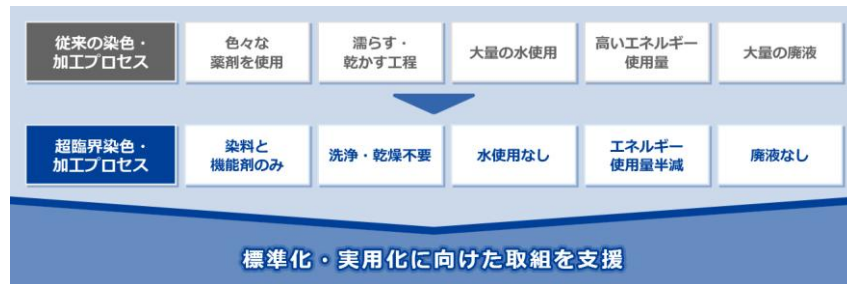 従来の染色・
加工プロセス
色々な
薬剤を使用
濡らす・
乾かす工程
大量の水使用
高いエネルギー
使用量
大量の廃液
超臨界染色・
加工プロセス
染料と
機能剤のみ
洗浄・乾燥不要
水使用なし
エネルギー
使用量半減
廃液なし
標準化・実用化に向けた取組を支援